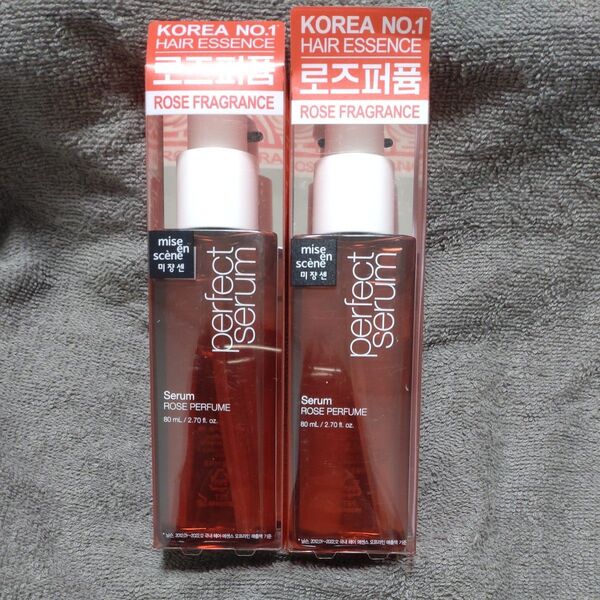 KOREA NO.1
HAIR ESSENCE
로즈퍼퓸
ROSE FRAGRANCE
mise
en
scène
미쟝센
perfect
serum
Serum
ROSE PERFUME
80 mL / 2.70 fl. oz.
KOREA NO.1*
HAIR ESSENCE
로즈퍼퓸
ROSE FRAGRANCE
mise
en
scène
미쟝센
perfect
serum
Serum
ROSE PERFUME
80 mL / 2.70 fl. oz.